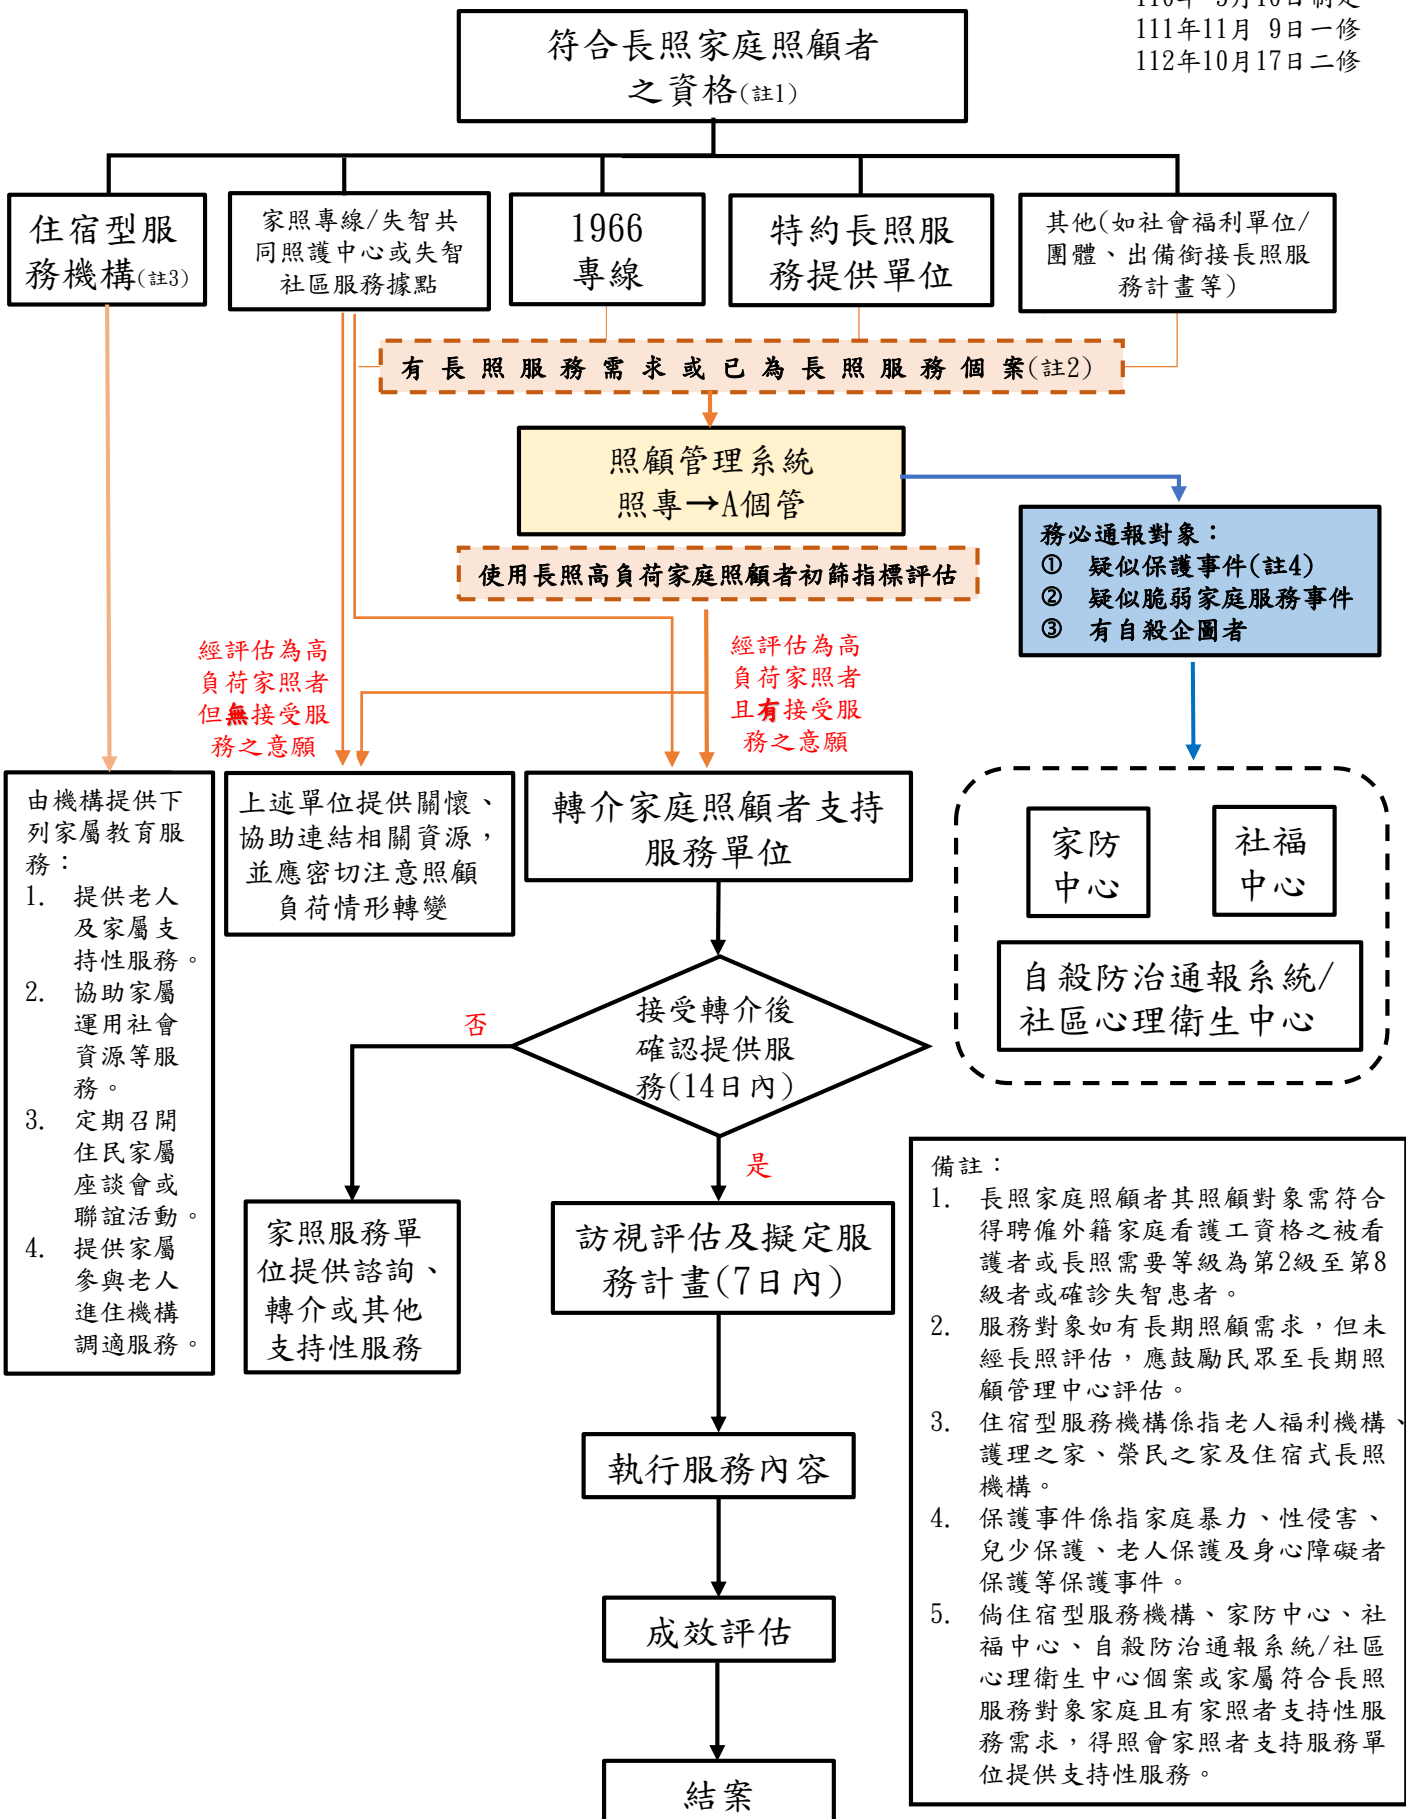 111年11月 9日一修
112年10月17日二修
符合長照家庭照顧者
之資格(註1)
住宿型服
務機構(註3)
家照專線/失智共
同照護中心或失智
社區服務據點
1966
專線
特約長照服
務提供單位
其他(如社會福利單位/
團體、出備銜接長照服
務計畫等)
有長照服務需求或已為長照服務個案(註2)
照顧管理系統
照專→A個管
使用長照高負荷家庭照顧者初篩指標評估
務必通報對象：
① 疑似保護事件(註4)
② 疑似脆弱家庭服務事件
③ 有自殺企圖者
經評估為高
負荷家照者
但無接受服
務之意願
經評估為高
負荷家照者
且有接受服
務之意願
由機構提供下
列家屬教育服
務：
1. 提供老人
及家屬支
持性服務。
2. 協助家屬
運用社會
資源等服
務。
3. 定期召開
住民家屬
座談會或
聯誼活動。
4. 提供家屬
參與老人
進住機構
調適服務。
上述單位提供關懷、
協助連結相關資源，
並應密切注意照顧
負荷情形轉變
轉介家庭照顧者支持
服務單位
家防
中心
社福
中心
自殺防治通報系統/
社區心理衛生中心
接受轉介後
確認提供服
務(14日內)
否
是
家照服務單
位提供諮詢、
轉介或其他
支持性服務
訪視評估及擬定服
務計畫(7日內)
執行服務內容
成效評估
結案
備註：
1. 長照家庭照顧者其照顧對象需符合
得聘僱外籍家庭看護工資格之被看
護者或長照需要等級為第2級至第8
級者或確診失智患者。
2. 服務對象如有長期照顧需求，但未
經長照評估，應鼓勵民眾至長期照
顧管理中心評估。
3. 住宿型服務機構係指老人福利機構、
護理之家、榮民之家及住宿式長照
機構。
4. 保護事件係指家庭暴力、性侵害、
兒少保護、老人保護及身心障礙者
保護等保護事件。
5. 倘住宿型服務機構、家防中心、社
福中心、自殺防治通報系統/社區
心理衛生中心個案或家屬符合長照
服務對象家庭且有家照者支持性服
務需求，得照會家照者支持服務單
位提供支持性服務。